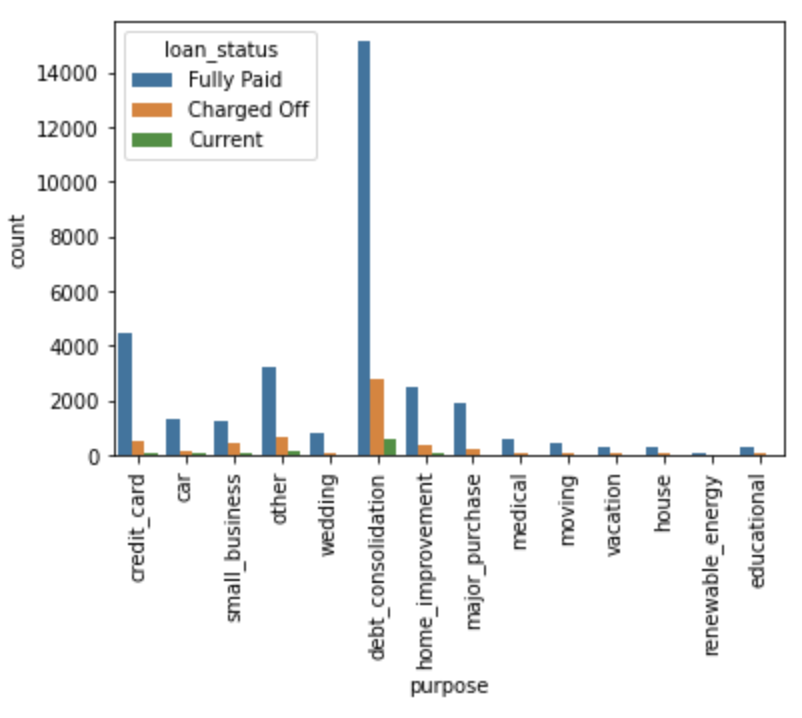 loan_status
Fully Paid
Charged Off
Current
14000
12000
10000
8000
6000
4000
2000
0
count
credit_card
car
small_business
other
wedding
debt_consolidation
home_improvement
major_purchase
medical
moving
vacation
house
renewable_energy
educational
purpose